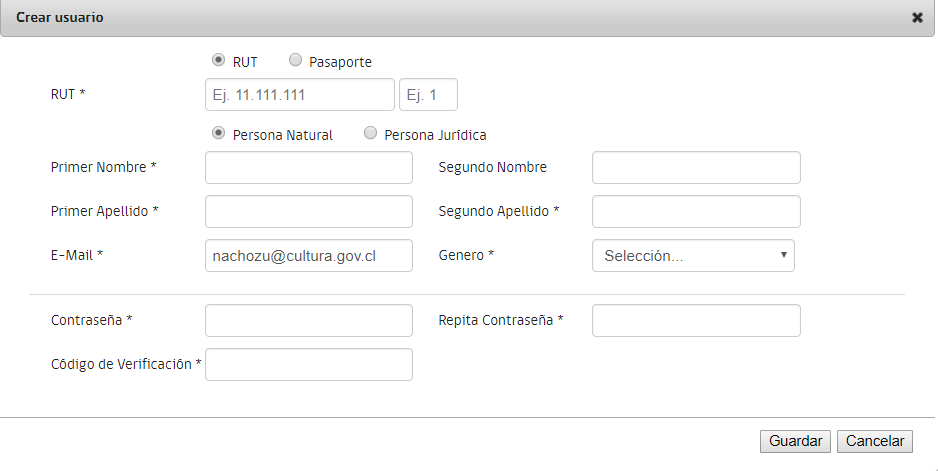 Crear usuario
RUT Pasaporte
RUT * Ej. 11.111.111 Ej. 1
Persona Natural Persona Jurídica
Primer Nombre * Segundo Nombre
Primer Apellido * Segundo Apellido *
E-Mail * nachozu@cultura.gov.cl Genero * Selección...
Contraseña * Repita Contraseña *
Código de Verificación *
Guardar Cancelar